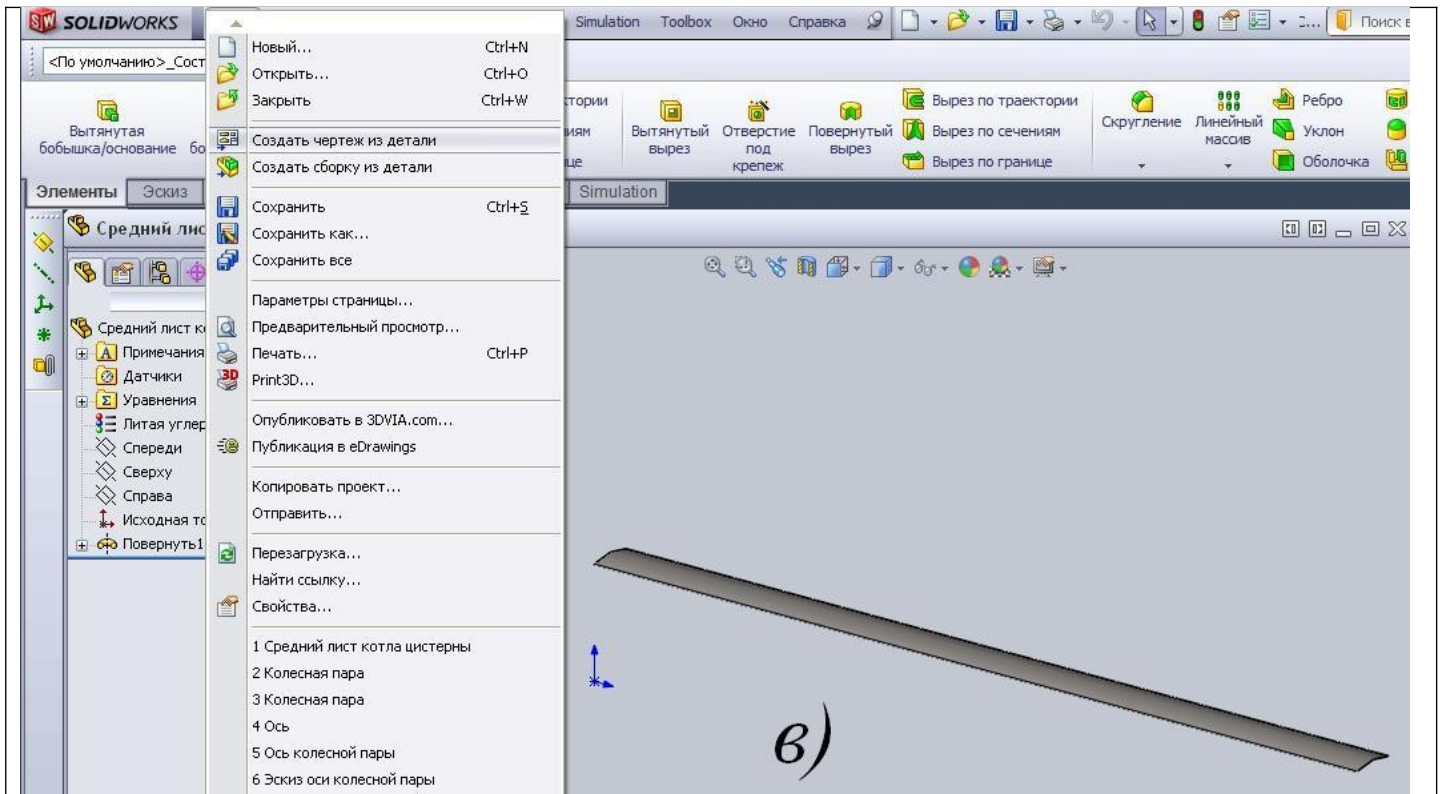 SOLIDWORKS
Simulation Toolbox Окно Справка
Поиск в
<По умолчанию>_Сост
Вытянутая
бобышка/основание
бо
тории
иям
це
Вытянутый
вырез
Отверстие
под
крепеж
Повернутый
вырез
Вырез по траектории
Вырез по сечениям
Вырез по границе
Скругление
Линейный
массив
Ребро
Уклон
Оболочка
Элементы Эскиз
Simulation
Новый... Ctrl+N
Открыть... Ctrl+O
Закрыть Ctrl+W
Создать чертеж из детали
Создать сборку из детали
Сохранить Ctrl+S
Сохранить как...
Сохранить все
Параметры страницы...
Предварительный просмотр...
Печать... Ctrl+P
Print3D...
Опубликовать в 3DVIA.com...
Публикация в eDrawings
Копировать проект...
Отправить...
Перезагрузка...
Найти ссылку...
Свойства...
1 Средний лист котла цистерны
2 Колесная пара
3 Колесная пара
4 Ось
5 Ось колесной пары
6 Эскиз оси колесной пары
Средний лис
Средний лист к
Примечания
Датчики
Уравнения
Литая углер
Спереди
Сверху
Справа
Исходная то
Повернуть1
в)